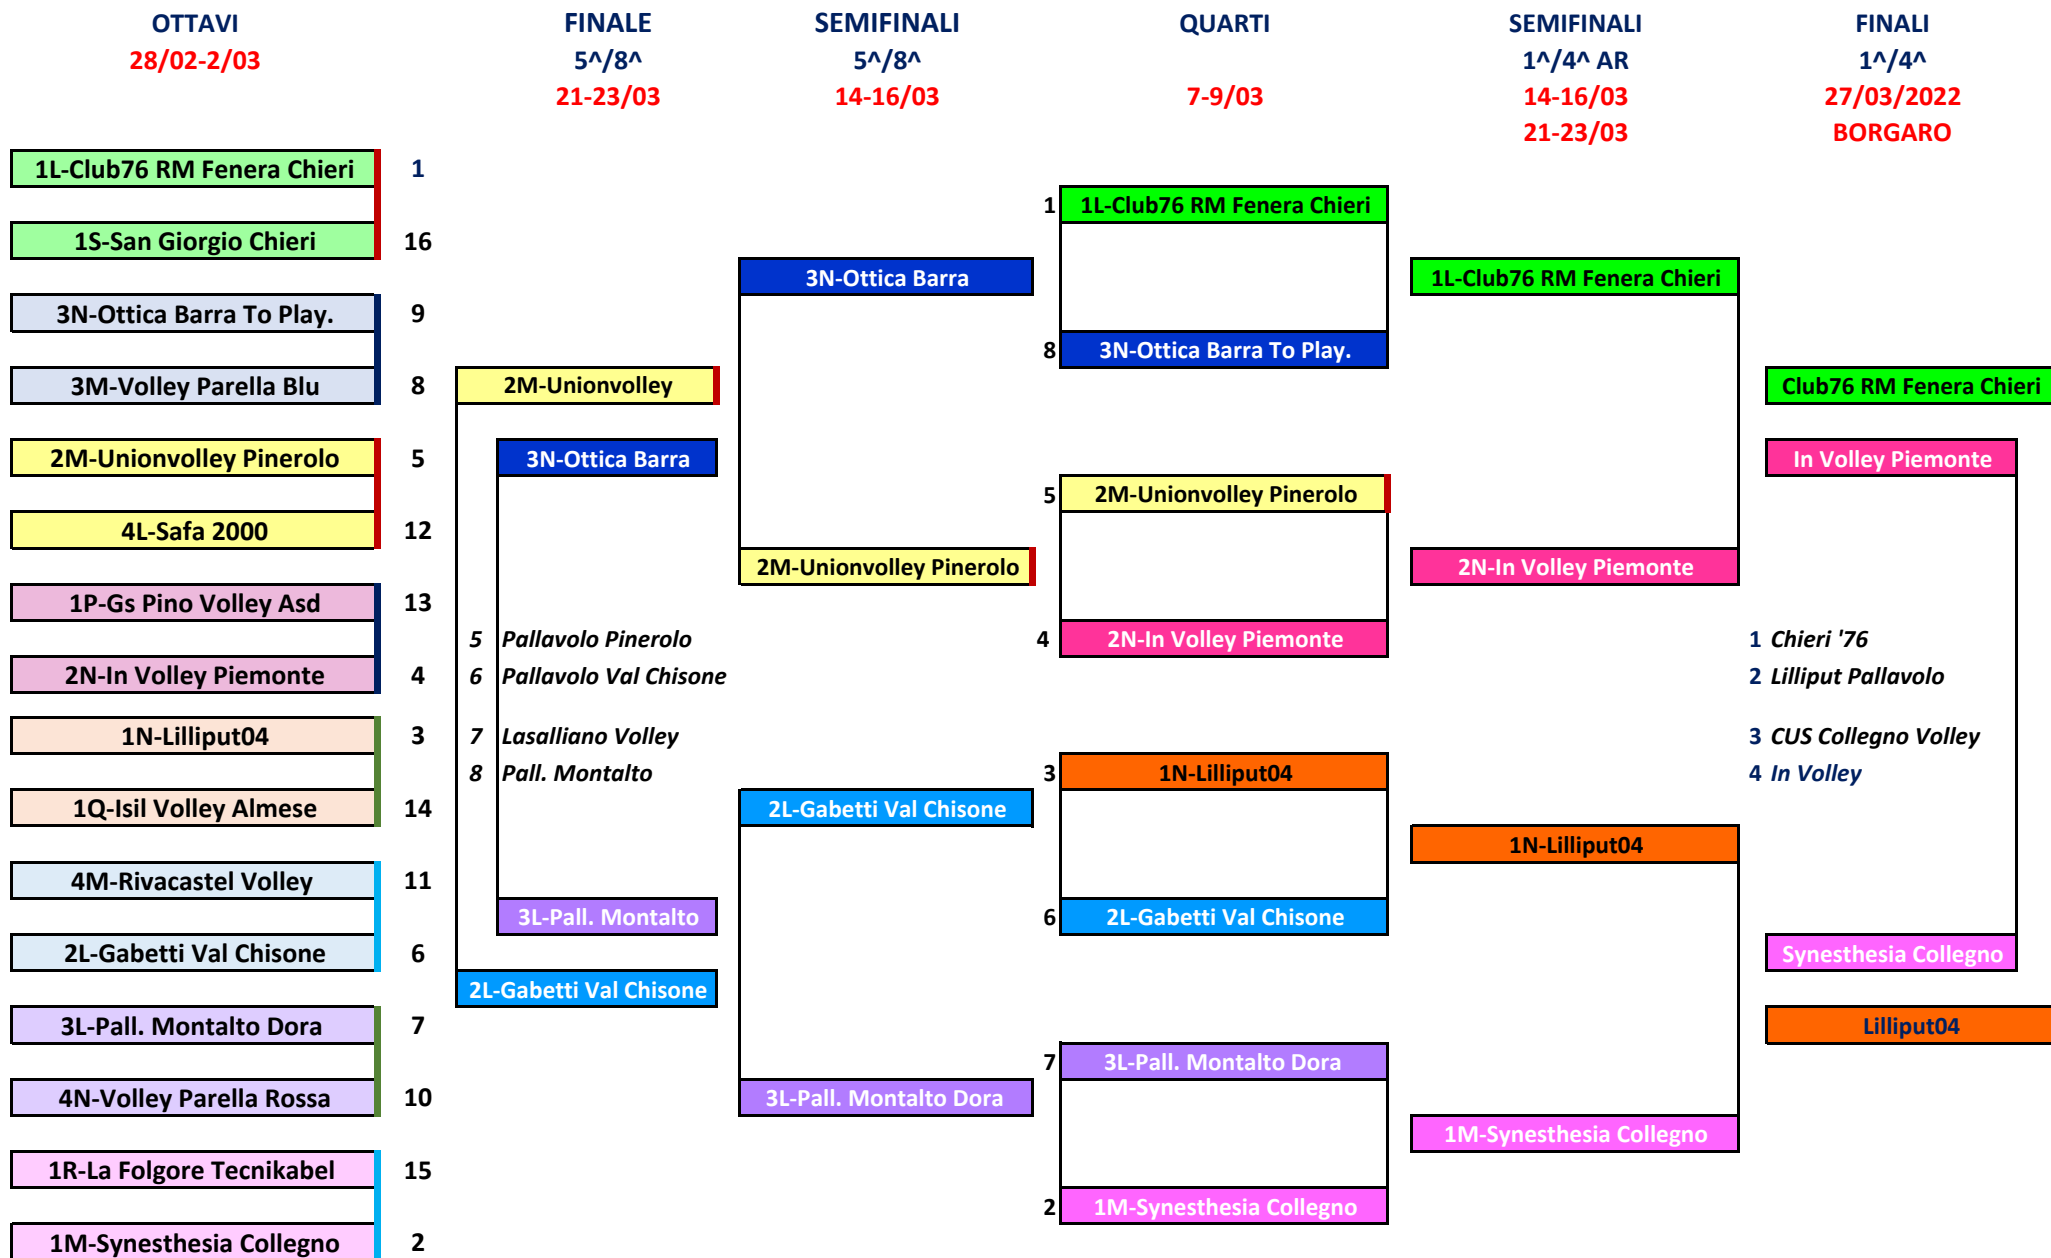 OTTAVI
28/02-2/03
FINALE
5^/8^
21-23/03
SEMIFINALI
5^/8^
14-16/03
QUARTI
7-9/03
SEMIFINALI
1^/4^ AR
14-16/03
21-23/03
FINALI
1^/4^
27/03/2022
BORGARO
1L-Club76 RM Fenera Chieri 1
1S-San Giorgio Chieri 16
3N-Ottica Barra To Play. 9
3M-Volley Parella Blu 8
2M-Unionvolley Pinerolo 5
4L-Safa 2000 12
1P-Gs Pino Volley Asd 13
2N-In Volley Piemonte 4
1N-Lilliput04 3
1Q-Isil Volley Almese 14
4M-Rivacastel Volley 11
2L-Gabetti Val Chisone 6
3L-Pall. Montalto Dora 7
4N-Volley Parella Rossa 10
1R-La Folgore Tecnikabel 15
1M-Synesthesia Collegno 2
2M-Unionvolley
3N-Ottica Barra
5 Pallavolo Pinerolo
6 Pallavolo Val Chisone
7 Lasalliano Volley
8 Pall. Montalto
3L-Pall. Montalto
2L-Gabetti Val Chisone
3N-Ottica Barra
2M-Unionvolley Pinerolo
2L-Gabetti Val Chisone
3L-Pall. Montalto Dora
1 1L-Club76 RM Fenera Chieri
8 3N-Ottica Barra To Play.
5 2M-Unionvolley Pinerolo
4 2N-In Volley Piemonte
3 1N-Lilliput04
6 2L-Gabetti Val Chisone
7 3L-Pall. Montalto Dora
2 1M-Synesthesia Collegno
1L-Club76 RM Fenera Chieri
2N-In Volley Piemonte
1N-Lilliput04
1M-Synesthesia Collegno
Club76 RM Fenera Chieri
In Volley Piemonte
1 Chieri '76
2 Lilliput Pallavolo
3 CUS Collegno Volley
4 In Volley
Synesthesia Collegno
Lilliput04